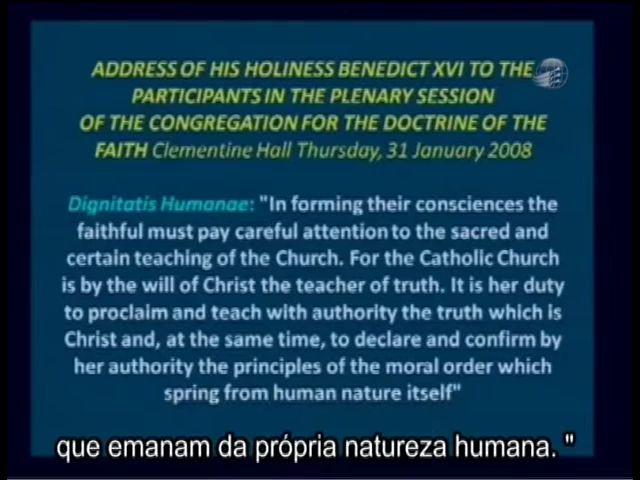 ADDRESS OF HIS HOLINESS BENEDICT XVI TO THE
PARTICIPANTS IN THE PLENARY SESSION
OF THE CONGREGATION FOR THE DOCTRINE OF THE
FAITH Clementine Hall Thursday, 31 January 2008
Dignitatis Humanae: "In forming their consciences the
faithful must pay careful attention to the sacred and
certain teaching of the Church. For the Catholic Church
is by the will of Christ the teacher of truth. It is her duty
to proclaim and teach with authority the truth which is
Christ and, at the same time, to declare and confirm by
her authority the principles of the moral order which
spring from human nature itself"
que emanam da própria natureza humana. "